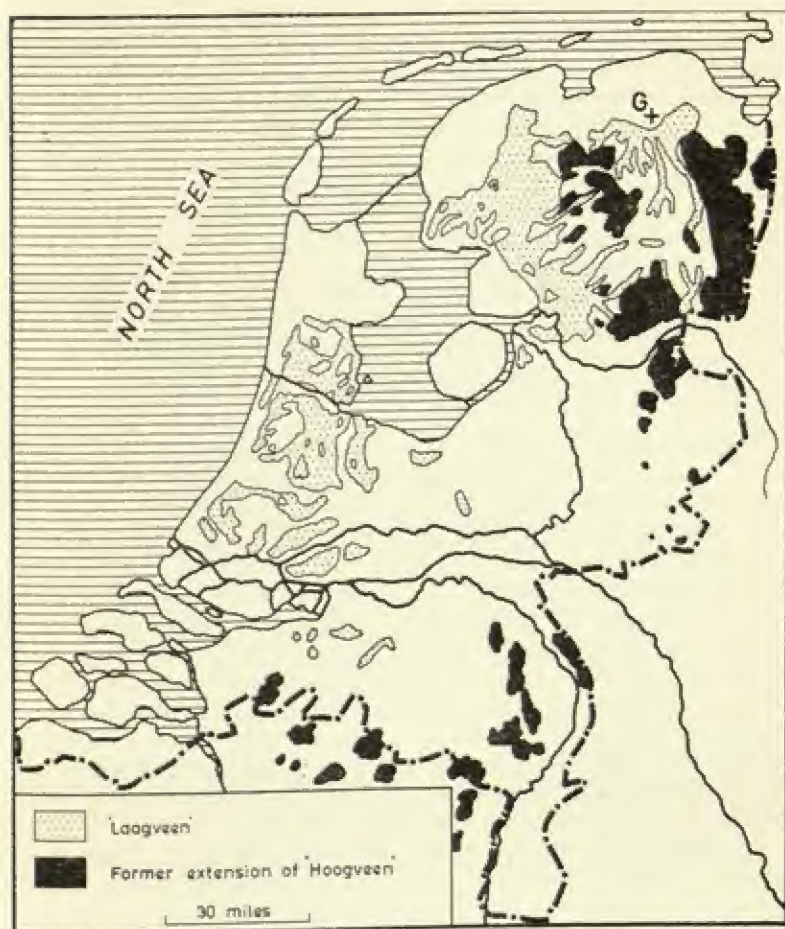 G+
NORTH SEA
'Laagveen'
Former extension of 'Hoogveen'
30 miles